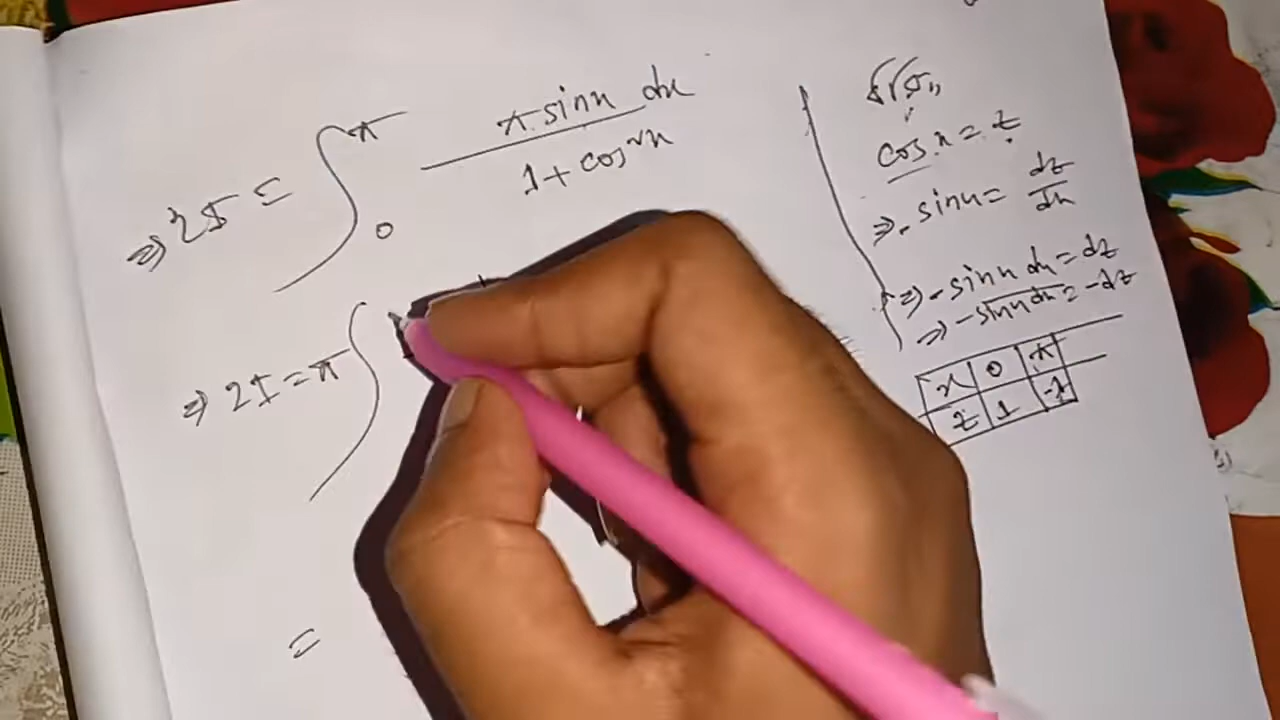 ⇒ 2I = ∫₀^π π sinx dx / 1 + cos²x
⇒ 2I = π ∫
=
ধরি,
cos x = z
⇒ - sinx = dz/dx
⇒ - sinx dx = dz
⇒ - sinx dx = -dz
x 0 π
z 1 -1